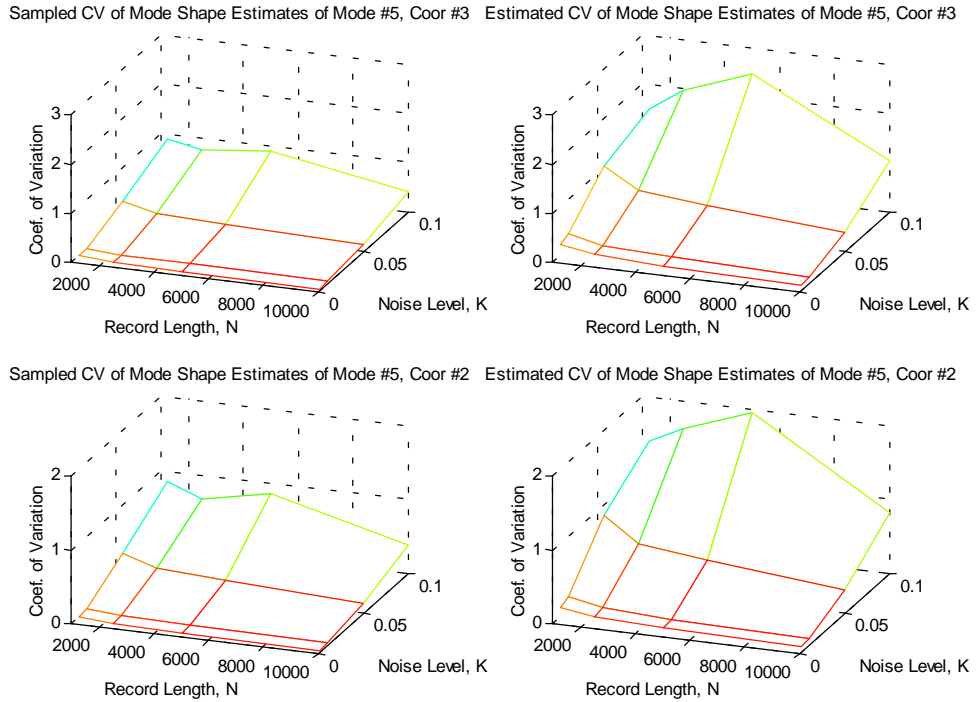 Sampled CV of Mode Shape Estimates of Mode #5, Coor #3
Estimated CV of Mode Shape Estimates of Mode #5, Coor #3
Coef. of Variation
3
2
1
0
2000
4000
6000
8000
10000
Record Length, N
0
0.05
0.1
Noise Level, K
Coef. of Variation
3
2
1
0
2000
4000
6000
8000
10000
Record Length, N
0
0.05
0.1
Noise Level, K
Sampled CV of Mode Shape Estimates of Mode #5, Coor #2
Estimated CV of Mode Shape Estimates of Mode #5, Coor #2
Coef. of Variation
2
1
0
2000
4000
6000
8000
10000
Record Length, N
0
0.05
0.1
Noise Level, K
Coef. of Variation
2
1
0
2000
4000
6000
8000
10000
Record Length, N
0
0.05
0.1
Noise Level, K